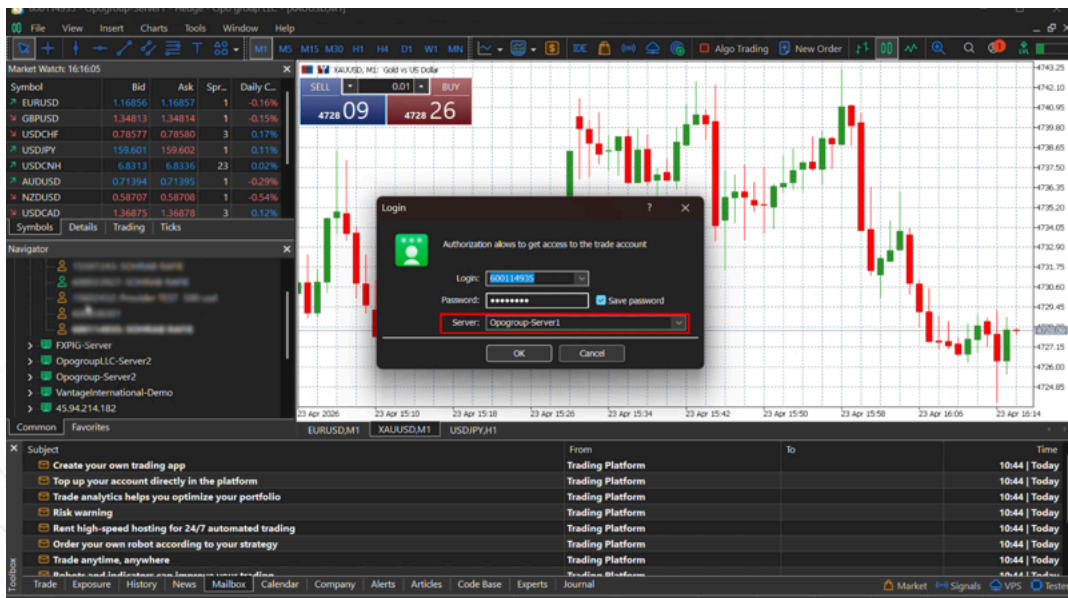 File View Insert Charts Tools Window Help
M1 M5 M15 M30 H1 H4 D1 W1 MN IDE Algo Trading New Order
Market Watch: 16:16:05
Symbol Bid Ask Spr... Daily C...
EURUSD 1.16856 1.16857 1 -0.16%
GBPUSD 1.34813 1.34814 1 -0.15%
USDCHF 0.78577 0.78580 3 0.17%
USDJPY 159.601 159.602 1 0.11%
USDCNH 6.8313 6.8336 23 0.02%
AUDUSD 0.71394 0.71395 1 -0.29%
NZDUSD 0.58707 0.58708 1 -0.54%
USDCAD 1.36875 1.36878 3 0.12%
Symbols Details Trading Ticks
Navigator
FXPIG-Server
OpogroupLLC-Server2
Opogroup-Server2
VantageInternational-Demo
45.94.214.182
Common Favorites
XAUUSD, M1: Gold vs US Dollar
SELL 0.01 BUY
4728 09 4728 26
4743.25
4742.10
4740.95
4739.80
4738.65
4737.50
4736.35
4735.20
4734.05
4732.90
4731.75
4730.60
4729.45
4727.15
4726.00
4724.85
Login ?
Authorization allows to get access to the trade account
Login: 600114935
Password: Save password
Server: Opogroup-Server1
OK Cancel
23 Apr 2026 23 Apr 15:10 23 Apr 15:18 23 Apr 15:26 23 Apr 15:34 23 Apr 15:42 23 Apr 15:50 23 Apr 15:58 23 Apr 16:06 23 Apr 16:14
EURUSD,M1 XAUUSD,M1 USDJPY,H1
Subject From To Time
Create your own trading app Trading Platform 10:44 | Today
Top up your account directly in the platform Trading Platform 10:44 | Today
Trade analytics helps you optimize your portfolio Trading Platform 10:44 | Today
Risk warning Trading Platform 10:44 | Today
Rent high-speed hosting for 24/7 automated trading Trading Platform 10:44 | Today
Order your own robot according to your strategy Trading Platform 10:44 | Today
Trade anytime, anywhere Trading Platform 10:44 | Today
Robots and indicators can improve your trading Trading Platform 10:44 | Today
Toolbox
Trade Exposure History News Mailbox Calendar Company Alerts Articles Code Base Experts Journal Market Signals VPS Tester